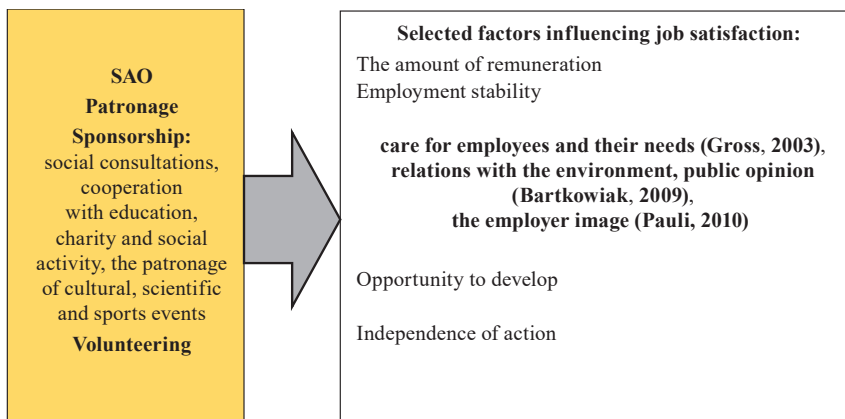 SAO
Patronage
Sponsorship:
social consultations,
cooperation
with education,
charity and social
activity, the patronage
of cultural, scientific
and sports events
Volunteering
Selected factors influencing job satisfaction:
The amount of remuneration
Employment stability
care for employees and their needs (Gross, 2003),
relations with the environment, public opinion
(Bartkowiak, 2009),
the employer image (Pauli, 2010)
Opportunity to develop
Independence of action